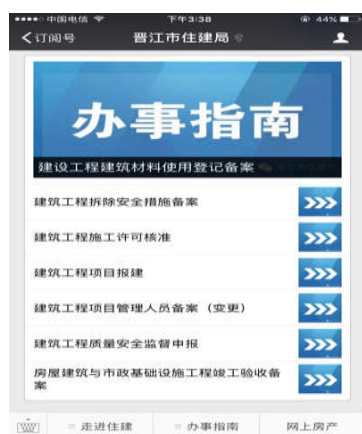 中国电信 下午3:38 44%
订阅号 晋江市住建局
办事指南
建设工程建筑材料使用登记备案
建筑工程拆除安全措施备案
建筑工程施工许可核准
建筑工程项目报建
建筑工程项目管理人员备案（变更）
建筑工程质量安全监督申报
房屋建筑与市政基础设施工程竣工验收备
案
走进住建 办事指南 网上房产